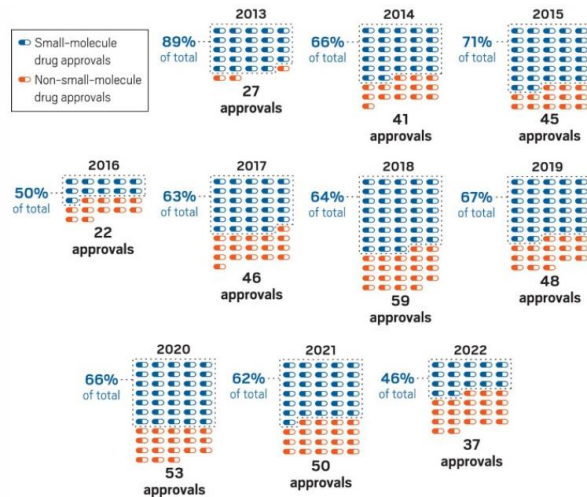 Small–molecule
drug approvals
Non-small-molecule
drug approvals
2013
89%
of total
27
approvals
2014
66%
of total
41
approvals
2015
71%
of total
45
approvals
2016
50%
of total
22
approvals
2017
63%
of total
46
approvals
2018
64%
of total
59
approvals
2019
67%
of total
48
approvals
2020
66%
of total
53
approvals
2021
62%
of total
50
approvals
2022
46%
of total
37
approvals